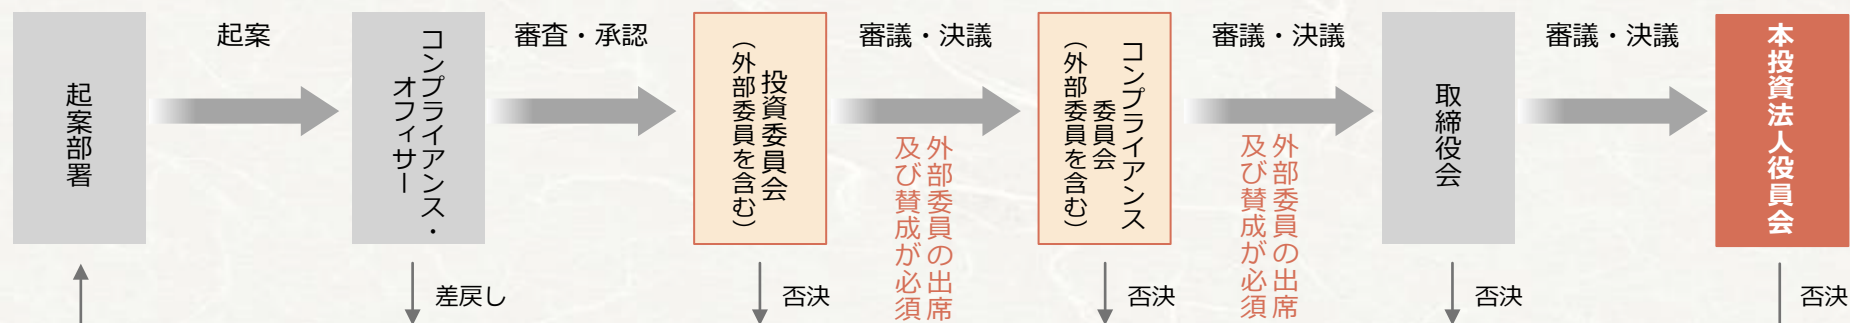 起案部署
起案
コンプライアンス・
オフィサー
審査・承認
投資委員会
（外部委員を含む）
審議・決議
外部委員の出席
及び賛成が必須
コンプライアンス
委員会
（外部委員を含む）
審議・決議
外部委員の出席
及び賛成が必須
取締役会
審議・決議
本投資法人役員会
差戻し
否決
否決
否決
否決